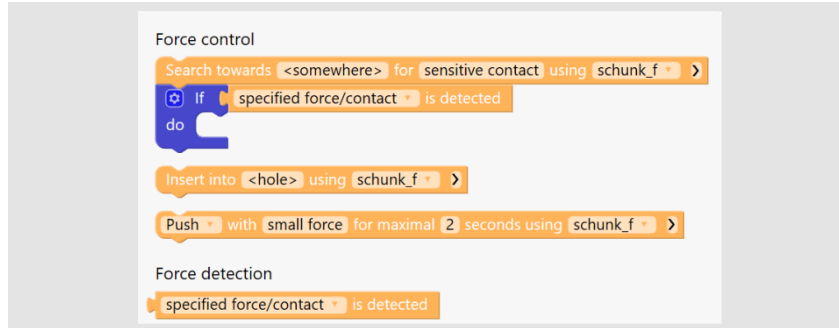 Force control
Search towards <somewhere> for sensitive contact using schunk_f
If specified force/contact is detected
do
Insert into <hole> using schunk_f
Push with small force for maximal 2 seconds using schunk_f
Force detection
specified force/contact is detected